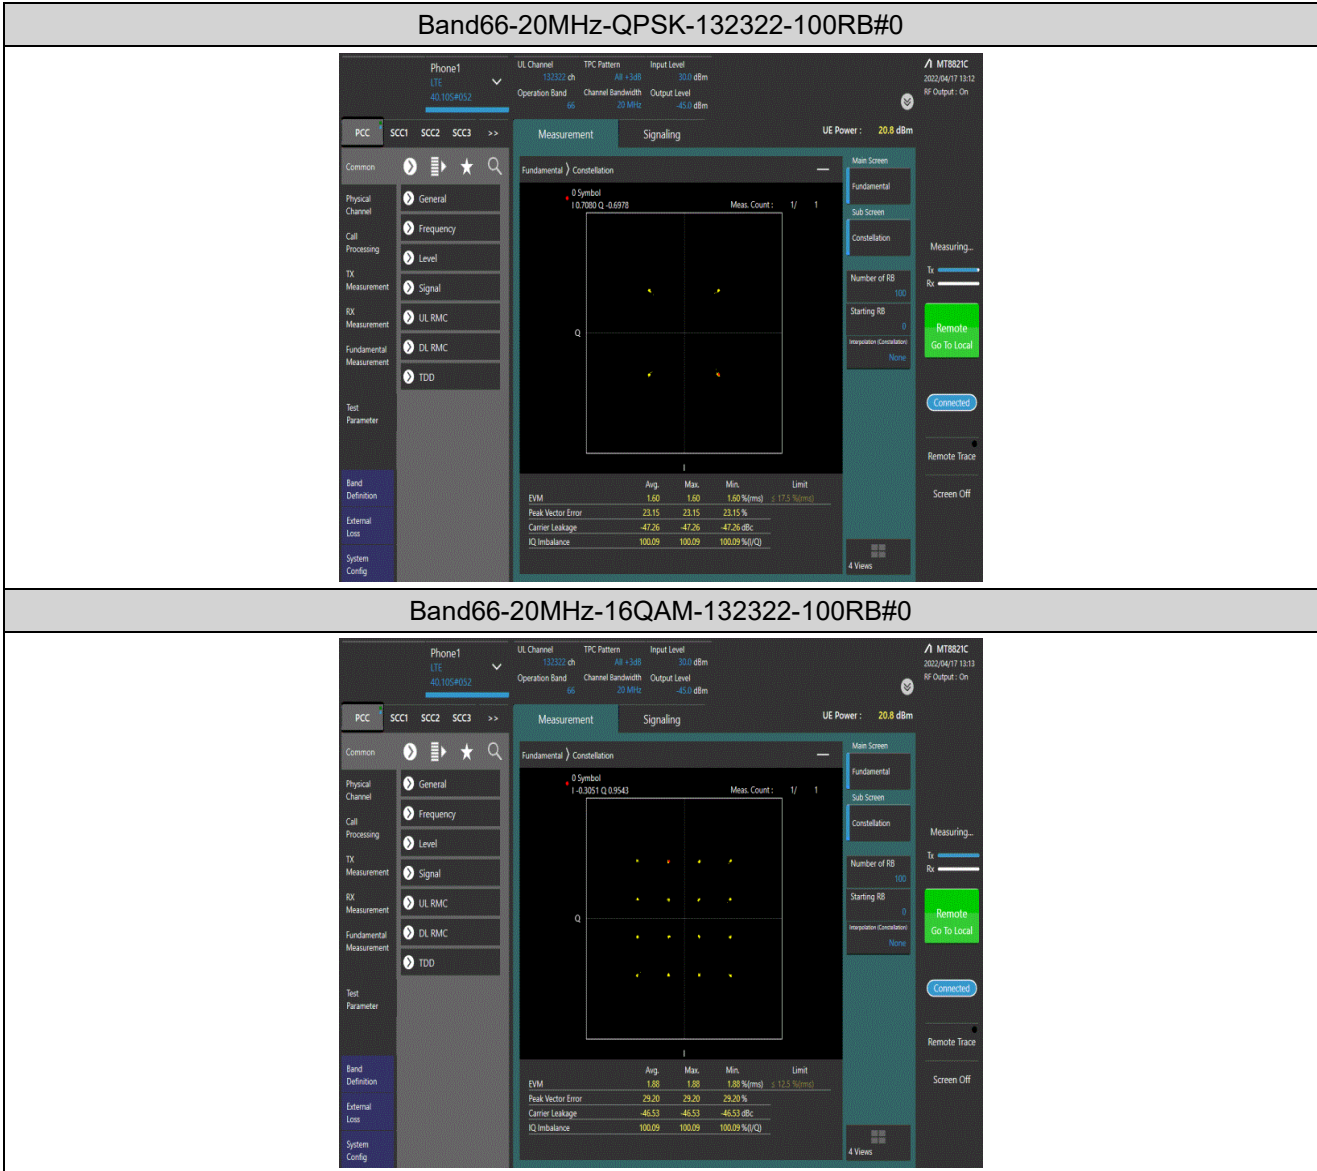 Band66-20MHz-QPSK-132322-100RB#0
Phone1
LTE
40.105#052
UL Channel TPC Pattern Input Level
132322 ch All +3dB 30.0 dBm
Operation Band Channel Bandwidth Output Level
66 20 MHz -45.0 dBm
MT8821C
2022/04/17 13:12
RF Output : On
PCC SCC1 SCC2 SCC3 >>
Measurement Signaling
UE Power : 20.8 dBm
Common
Physical Channel
Call Processing
TX Measurement
RX Measurement
Fundamental Measurement
Test Parameter
Band Definition
External Loss
System Config
General
Frequency
Level
Signal
UL RMC
DL RMC
TDD
Fundamental 〉 Constellation
0 Symbol
I 0.7080 Q -0.6978 Meas. Count : 1/ 1
Q
I
Avg. Max. Min. Limit
EVM 1.60 1.60 1.60 %(rms) ≤ 17.5 %(rms)
Peak Vector Error 23.15 23.15 23.15 %
Carrier Leakage -47.26 -47.26 -47.26 dBc
IQ Imbalance 100.09 100.09 100.09 %(I/Q)
Main Screen
Fundamental
Sub Screen
Constellation
Number of RB
100
Starting RB
0
Interpolation (Constellation)
None
4 Views
Measuring...
Tx
Rx
Remote
Go To Local
Connected
Remote Trace
Screen Off
Band66-20MHz-16QAM-132322-100RB#0
Phone1
LTE
40.105#052
UL Channel TPC Pattern Input Level
132322 ch All +3dB 30.0 dBm
Operation Band Channel Bandwidth Output Level
66 20 MHz -45.0 dBm
MT8821C
2022/04/17 13:13
RF Output : On
PCC SCC1 SCC2 SCC3 >>
Measurement Signaling
UE Power : 20.8 dBm
Common
Physical Channel
Call Processing
TX Measurement
RX Measurement
Fundamental Measurement
Test Parameter
Band Definition
External Loss
System Config
General
Frequency
Level
Signal
UL RMC
DL RMC
TDD
Fundamental 〉 Constellation
0 Symbol
I -0.3051 Q 0.9543 Meas. Count : 1/ 1
Q
I
Avg. Max. Min. Limit
EVM 1.88 1.88 1.88 %(rms) ≤ 12.5 %(rms)
Peak Vector Error 29.20 29.20 29.20 %
Carrier Leakage -46.53 -46.53 -46.53 dBc
IQ Imbalance 100.09 100.09 100.09 %(I/Q)
Main Screen
Fundamental
Sub Screen
Constellation
Number of RB
100
Starting RB
0
Interpolation (Constellation)
None
4 Views
Measuring...
Tx
Rx
Remote
Go To Local
Connected
Remote Trace
Screen Off